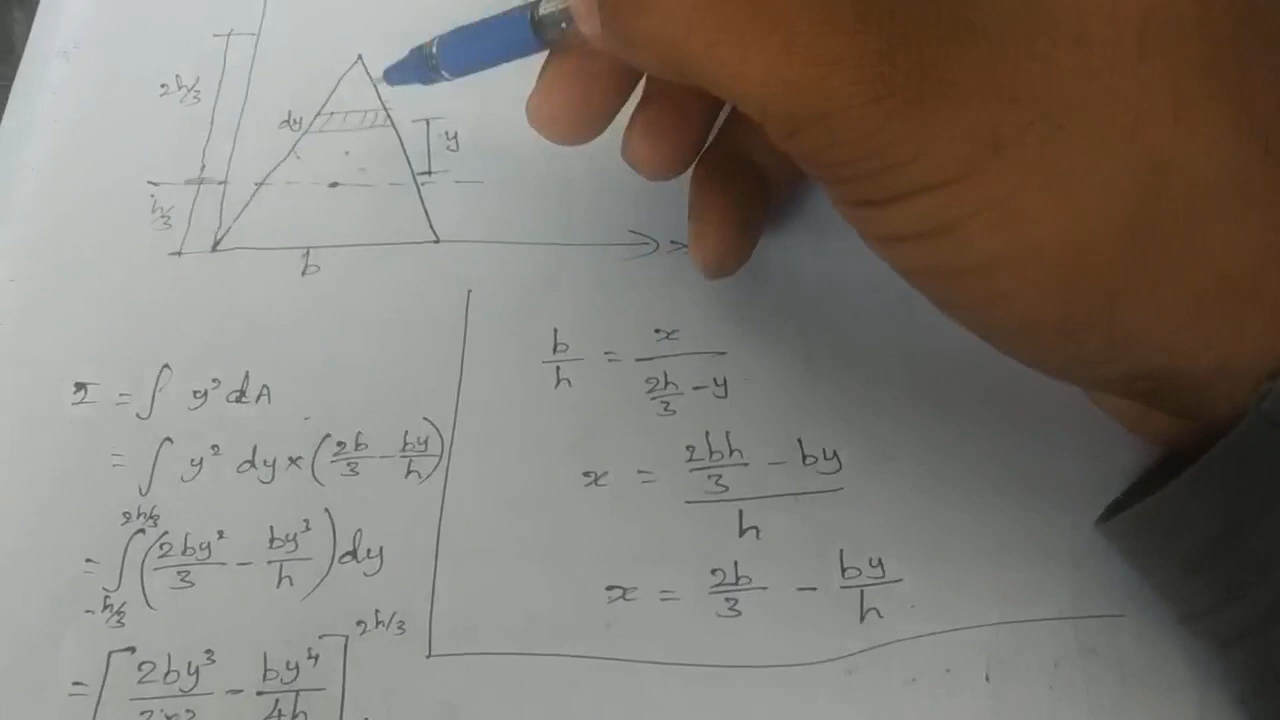 2h/3
dy
y
h/3
b
I = ∫ y² dA
= ∫ y² dy × (2b/3 - by/h)
= ∫_{-h/3}^{2h/3} (2by²/3 - by³/h) dy
= [2by³/3×3 - by⁴/4h]^{2h/3}
b/h = x/(2h/3 - y)
x = (2bh/3 - by)/h
x = 2b/3 - by/h